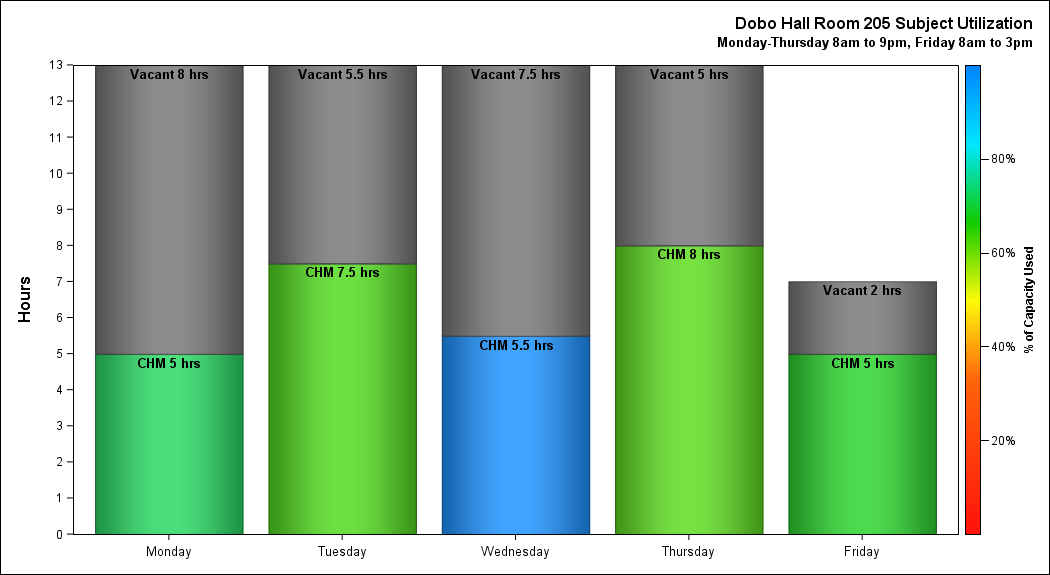 Dobo Hall Room 205 Subject Utilization
Monday-Thursday 8am to 9pm, Friday 8am to 3pm
Hours
13
12
11
10
9
8
7
6
5
4
3
2
1
0
Vacant 8 hrs
CHM 5 hrs
Vacant 5.5 hrs
CHM 7.5 hrs
Vacant 7.5 hrs
CHM 5.5 hrs
Vacant 5 hrs
CHM 8 hrs
Vacant 2 hrs
CHM 5 hrs
Monday
Tuesday
Wednesday
Thursday
Friday
80%
60%
40%
20%
% of Capacity Used